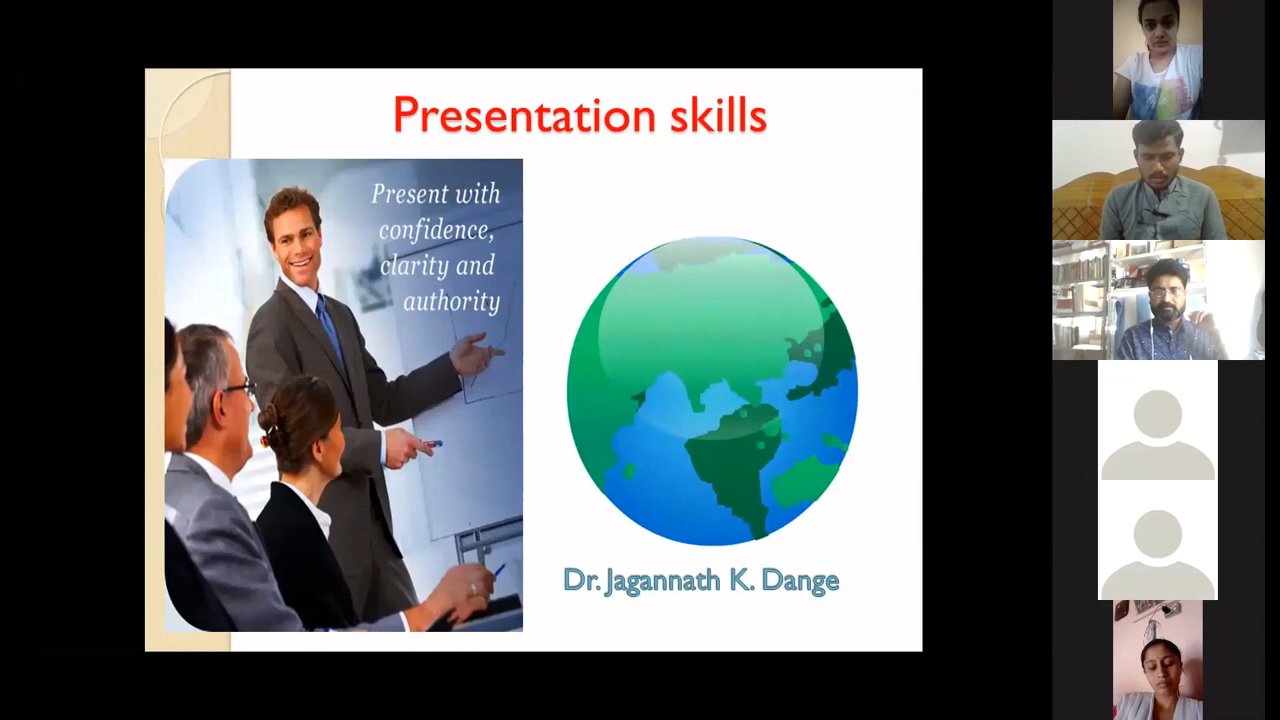 Presentation skills
Present with
confidence,
clarity and
authority
Dr. Jagannath K. Dange